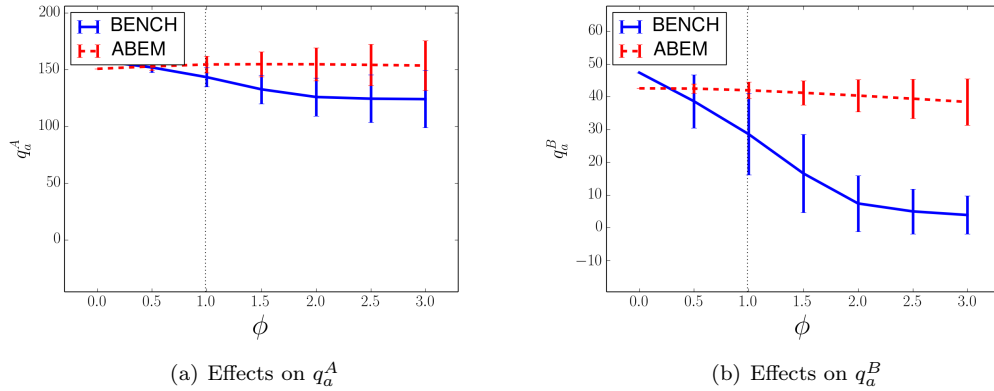 200
150
100
50
0
q_a^A
BENCH
ABEM
0.0 0.5 1.0 1.5 2.0 2.5 3.0
ϕ
(a) Effects on q_a^A
60
50
40
30
20
10
0
−10
q_a^B
BENCH
ABEM
0.0 0.5 1.0 1.5 2.0 2.5 3.0
ϕ
(b) Effects on q_a^B